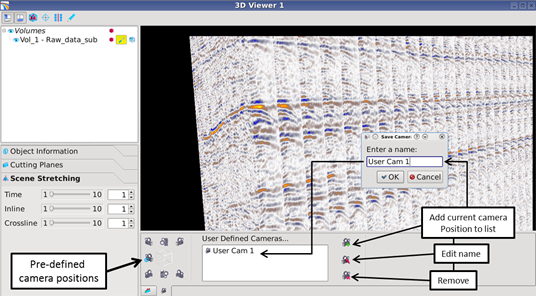 3D Viewer 1
Volumes
Vol_1 - Raw_data_sub
Object Information
Cutting Planes
Scene Stretching
Time 1 10 1
Inline 1 10 1
Crossline 1 10 1
Save Camera
Enter a name:
User Cam 1
OK Cancel
User Defined Cameras...
User Cam 1
Pre-defined
camera positions
Add current camera
Position to list
Edit name
Remove